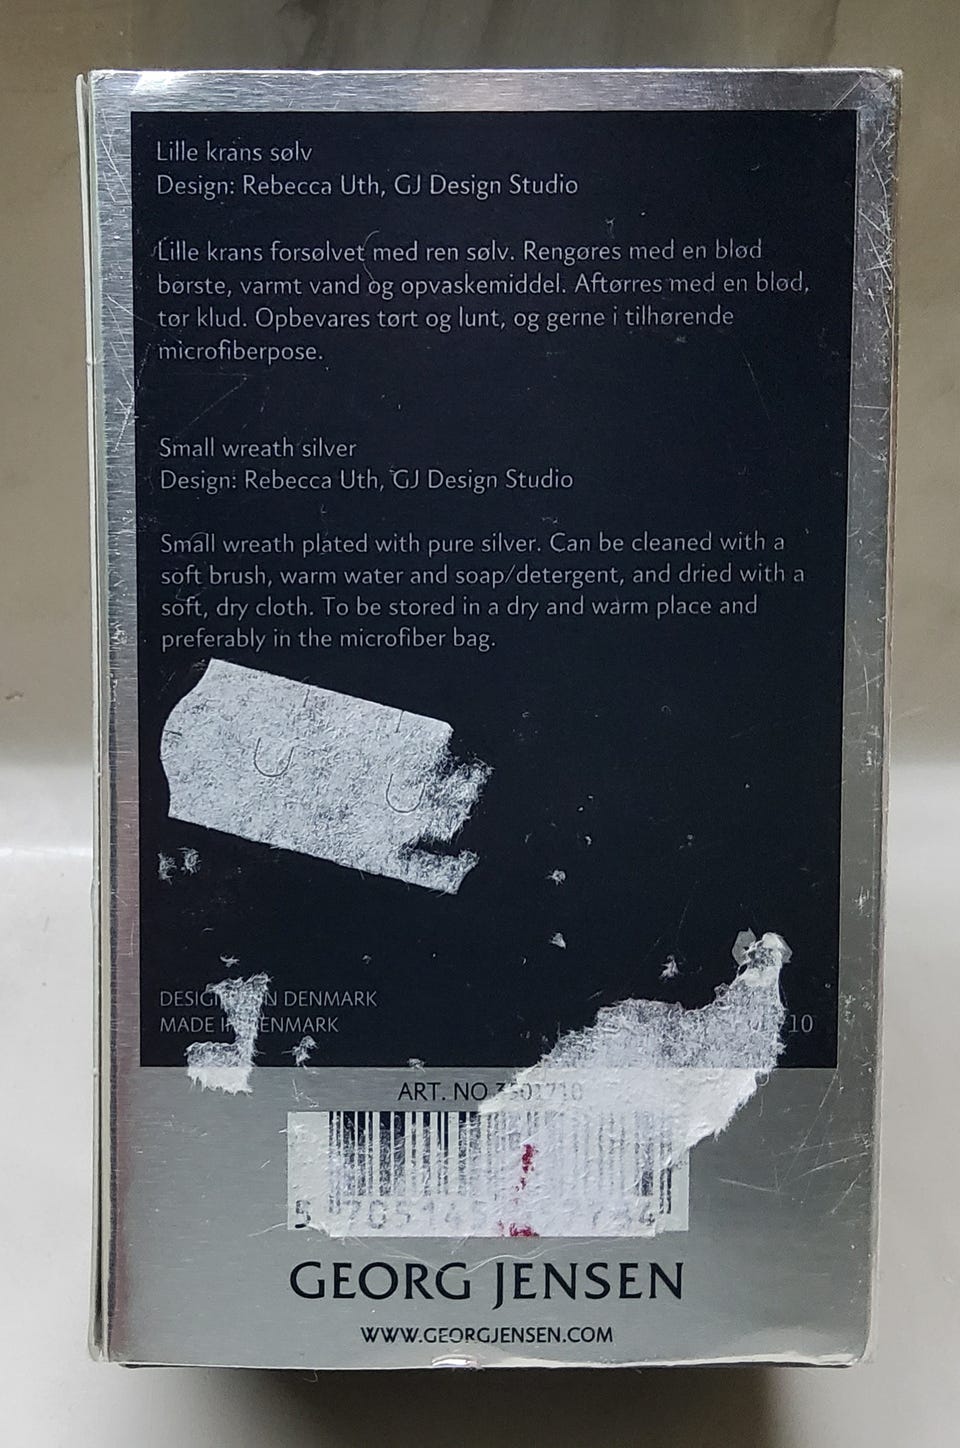 Lille krans sølv
Design: Rebecca Uth, GJ Design Studio
Lille krans forsølvet med ren sølv. Rengøres med en blød
børste, varmt vand og opvaskemiddel. Aftørres med en blød,
tør klud. Opbevares tørt og lunt, og gerne i tilhørende
microfiberpose.
Small wreath silver
Design: Rebecca Uth, GJ Design Studio
Small wreath plated with pure silver. Can be cleaned with a
soft brush, warm water and soap/detergent, and dried with a
soft, dry cloth. To be stored in a dry and warm place and
preferably in the microfiber bag.
DENMARK
MADE
ART. NO
GEORG JENSEN
WWW.GEORGJENSEN.COM